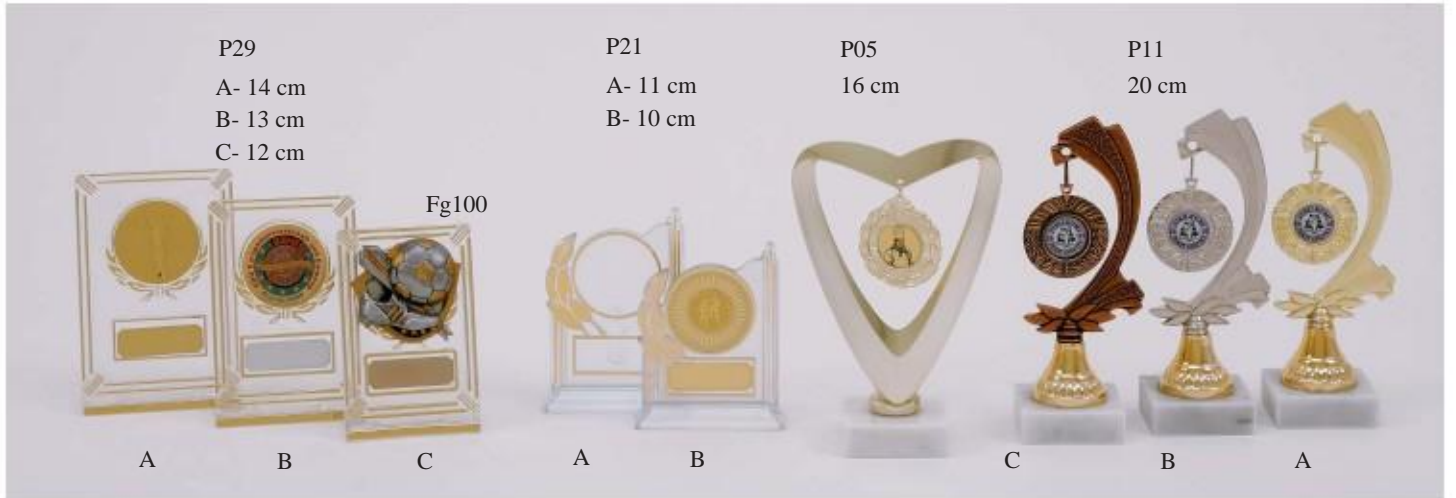 P29
A- 14 cm
B- 13 cm
C- 12 cm
Fg100
P21
A- 11 cm
B- 10 cm
P05
16 cm
P11
20 cm
A
B
C
A
B
C
B
A